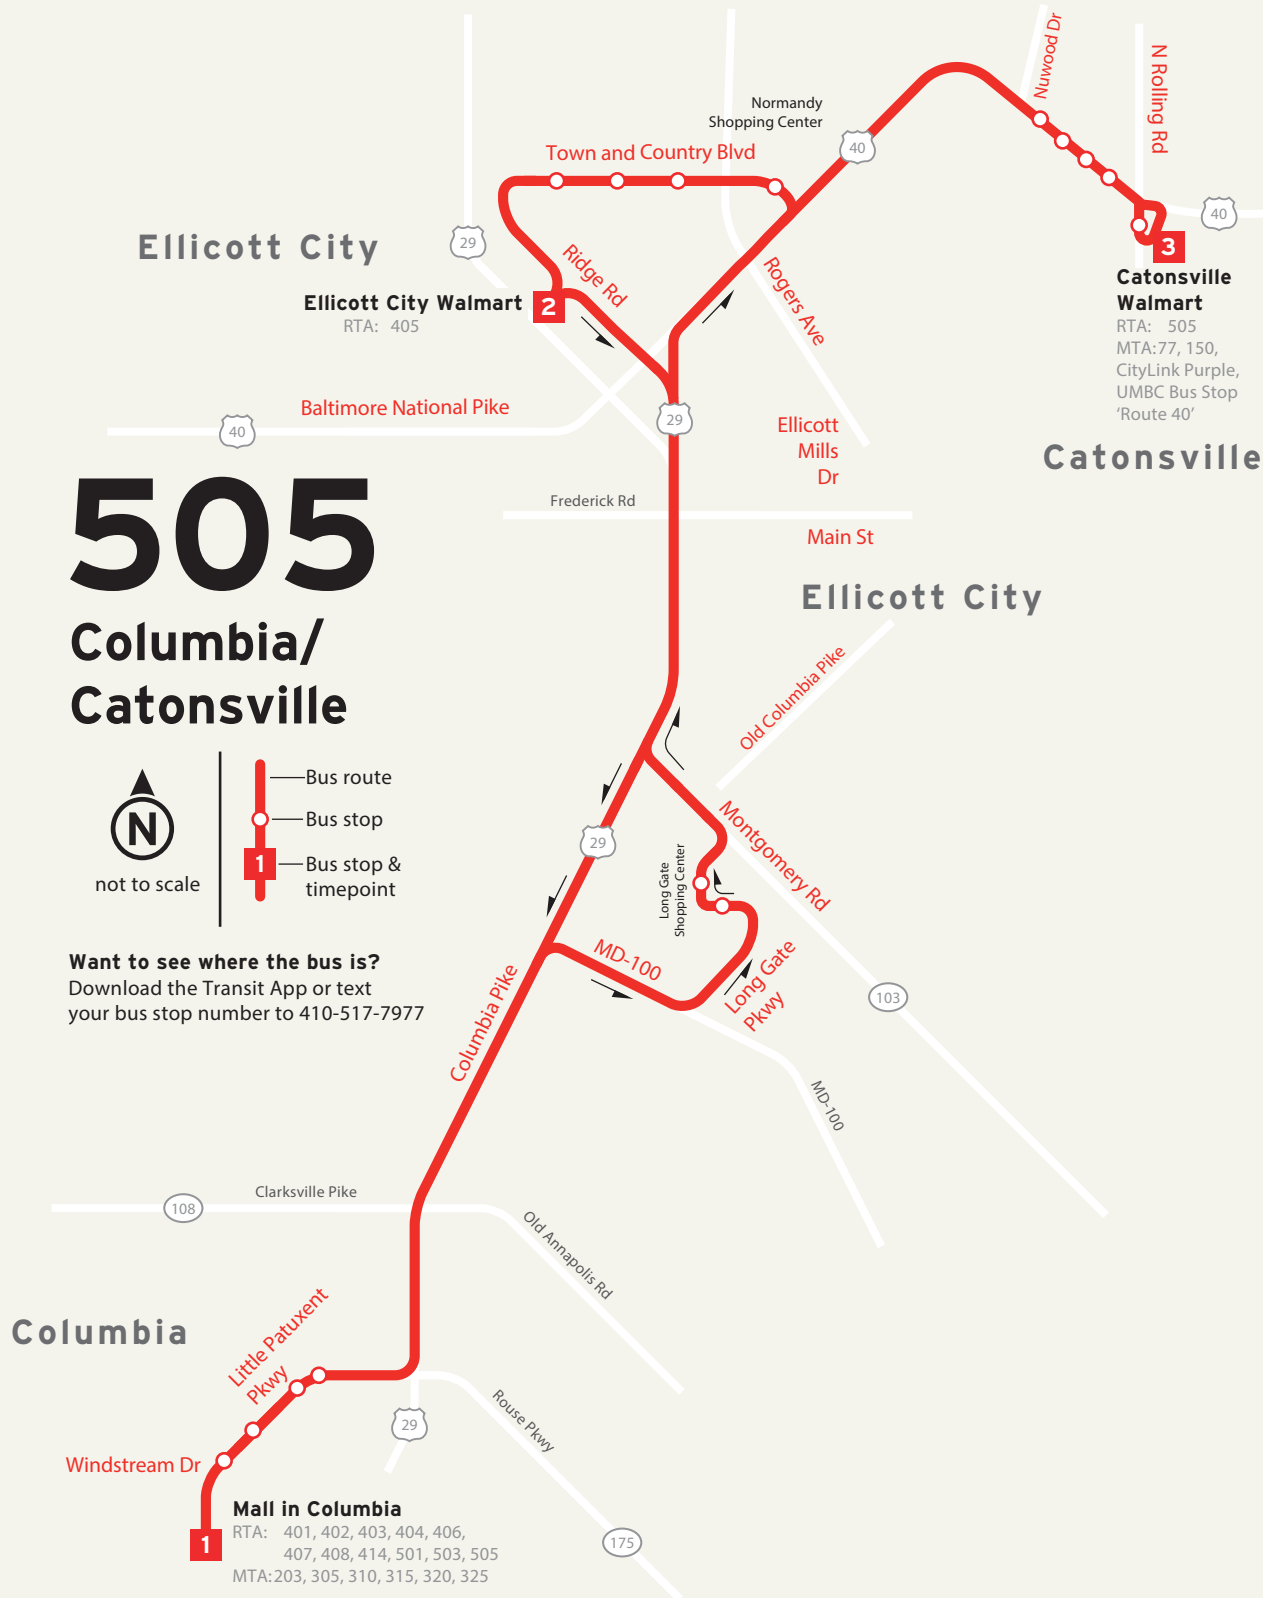 Nuwood Dr
N Rolling Rd
Normandy
Shopping Center
40
Town and Country Blvd
40
29
Ellicott City
Ridge Rd
Rogers Ave
3
Catonsville
Walmart
RTA: 505
MTA:77, 150,
CityLink Purple,
UMBC Bus Stop
‘Route 40’
Ellicott City Walmart
2
RTA: 405
Baltimore National Pike
40
29
Ellicott
Mills
Dr
Catonsville
505
Frederick Rd
Main St
Ellicott City
Columbia/
Catonsville
Old Columbia Pike
Bus route
Bus stop
1
Bus stop &
timepoint
N
not to scale
29
Montgomery Rd
Long Gate
Shopping Center
MD-100
Long Gate
Pkwy
103
Want to see where the bus is?
Download the Transit App or text
your bus stop number to 410-517-7977
Columbia Pike
MD-100
Clarksville Pike
108
Old Annapolis Rd
Columbia
Little Patuxent
Pkwy
Rouse Pkwy
29
Windstream Dr
Mall in Columbia
1
RTA: 401, 402, 403, 404, 406,
407, 408, 414, 501, 503, 505
MTA:203, 305, 310, 315, 320, 325
175